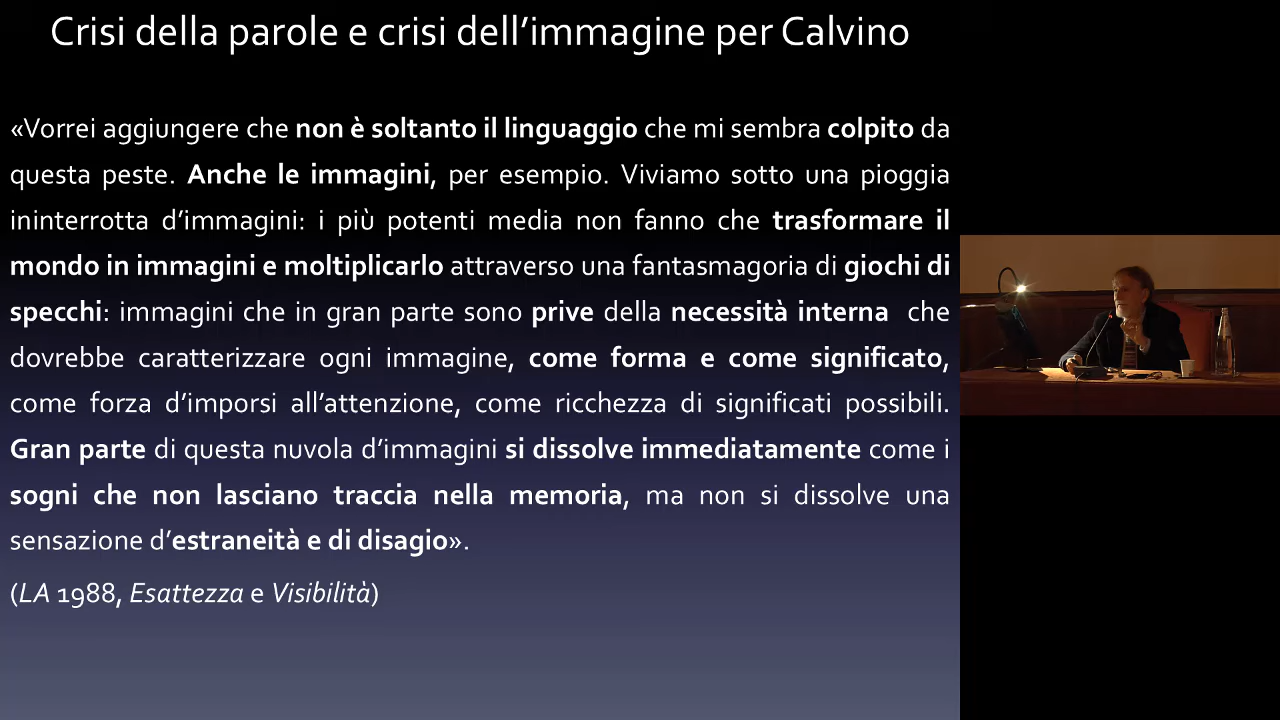 Crisi della parole e crisi dell’immagine per Calvino
«Vorrei aggiungere che non è soltanto il linguaggio che mi sembra colpito da
questa peste. Anche le immagini, per esempio. Viviamo sotto una pioggia
ininterrotta d’immagini: i più potenti media non fanno che trasformare il
mondo in immagini e moltiplicarlo attraverso una fantasmagoria di giochi di
specchi: immagini che in gran parte sono prive della necessità interna che
dovrebbe caratterizzare ogni immagine, come forma e come significato,
come forza d’imporsi all’attenzione, come ricchezza di significati possibili.
Gran parte di questa nuvola d’immagini si dissolve immediatamente come i
sogni che non lasciano traccia nella memoria, ma non si dissolve una
sensazione d’estraneità e di disagio».
(LA 1988, Esattezza e Visibilità)